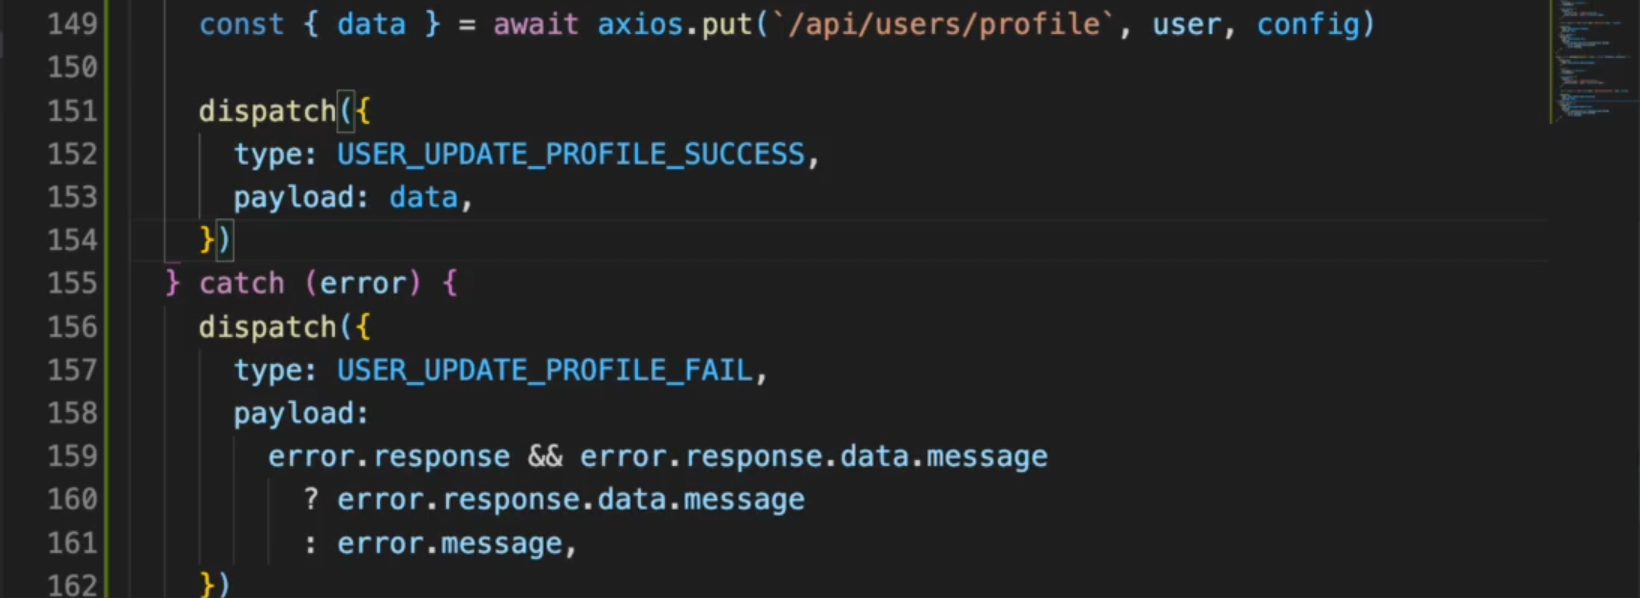 149 const { data } = await axios.put(`/api/users/profile`, user, config)
150
151 dispatch({
152 type: USER_UPDATE_PROFILE_SUCCESS,
153 payload: data,
154 })
155 } catch (error) {
156 dispatch({
157 type: USER_UPDATE_PROFILE_FAIL,
158 payload:
159 error.response && error.response.data.message
160 ? error.response.data.message
161 : error.message,
162 })